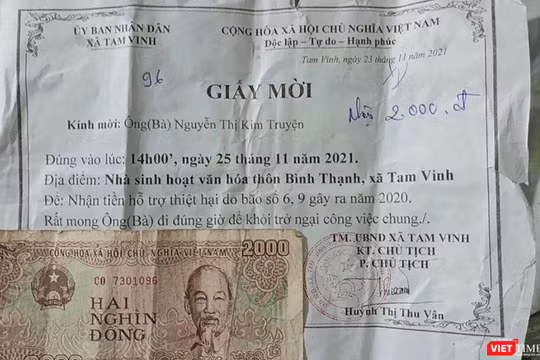 ỦY BAN NHÂN DÂN
XÃ TAM VINH
CỘNG HÒA XÃ HỘI CHỦ NGHĨA VIỆT NAM
Độc lập – Tự do – Hạnh phúc
Tam Vinh, ngày 23 tháng 11 năm 2021
96
GIẤY MỜI
Nhậ 2.000.đ
Kính mời: Ông(Bà) Nguyễn Thị Kim Truyện
Đúng vào lúc: 14h00’, ngày 25 tháng 11 năm 2021.
Địa điểm: Nhà sinh hoạt văn hóa thôn Bình Thạnh, xã Tam Vinh
Để: Nhận tiền hỗ trợ thiệt hại do bão số 6, 9 gây ra năm 2020.
Rất mong Ông(Bà) đi đúng giờ để khỏi trở ngại công việc chung./.
TM. UBND XÃ TAM VINH
KT. CHỦ TỊCH
P. CHỦ TỊCH
Huỳnh Thị Thu Vân
CỘNG HÒA XÃ HỘI CHỦ NGHĨA VIỆT NAM
2000
CO 7301096
HAI
NGHÌN
ĐỒNG
VIETTIME